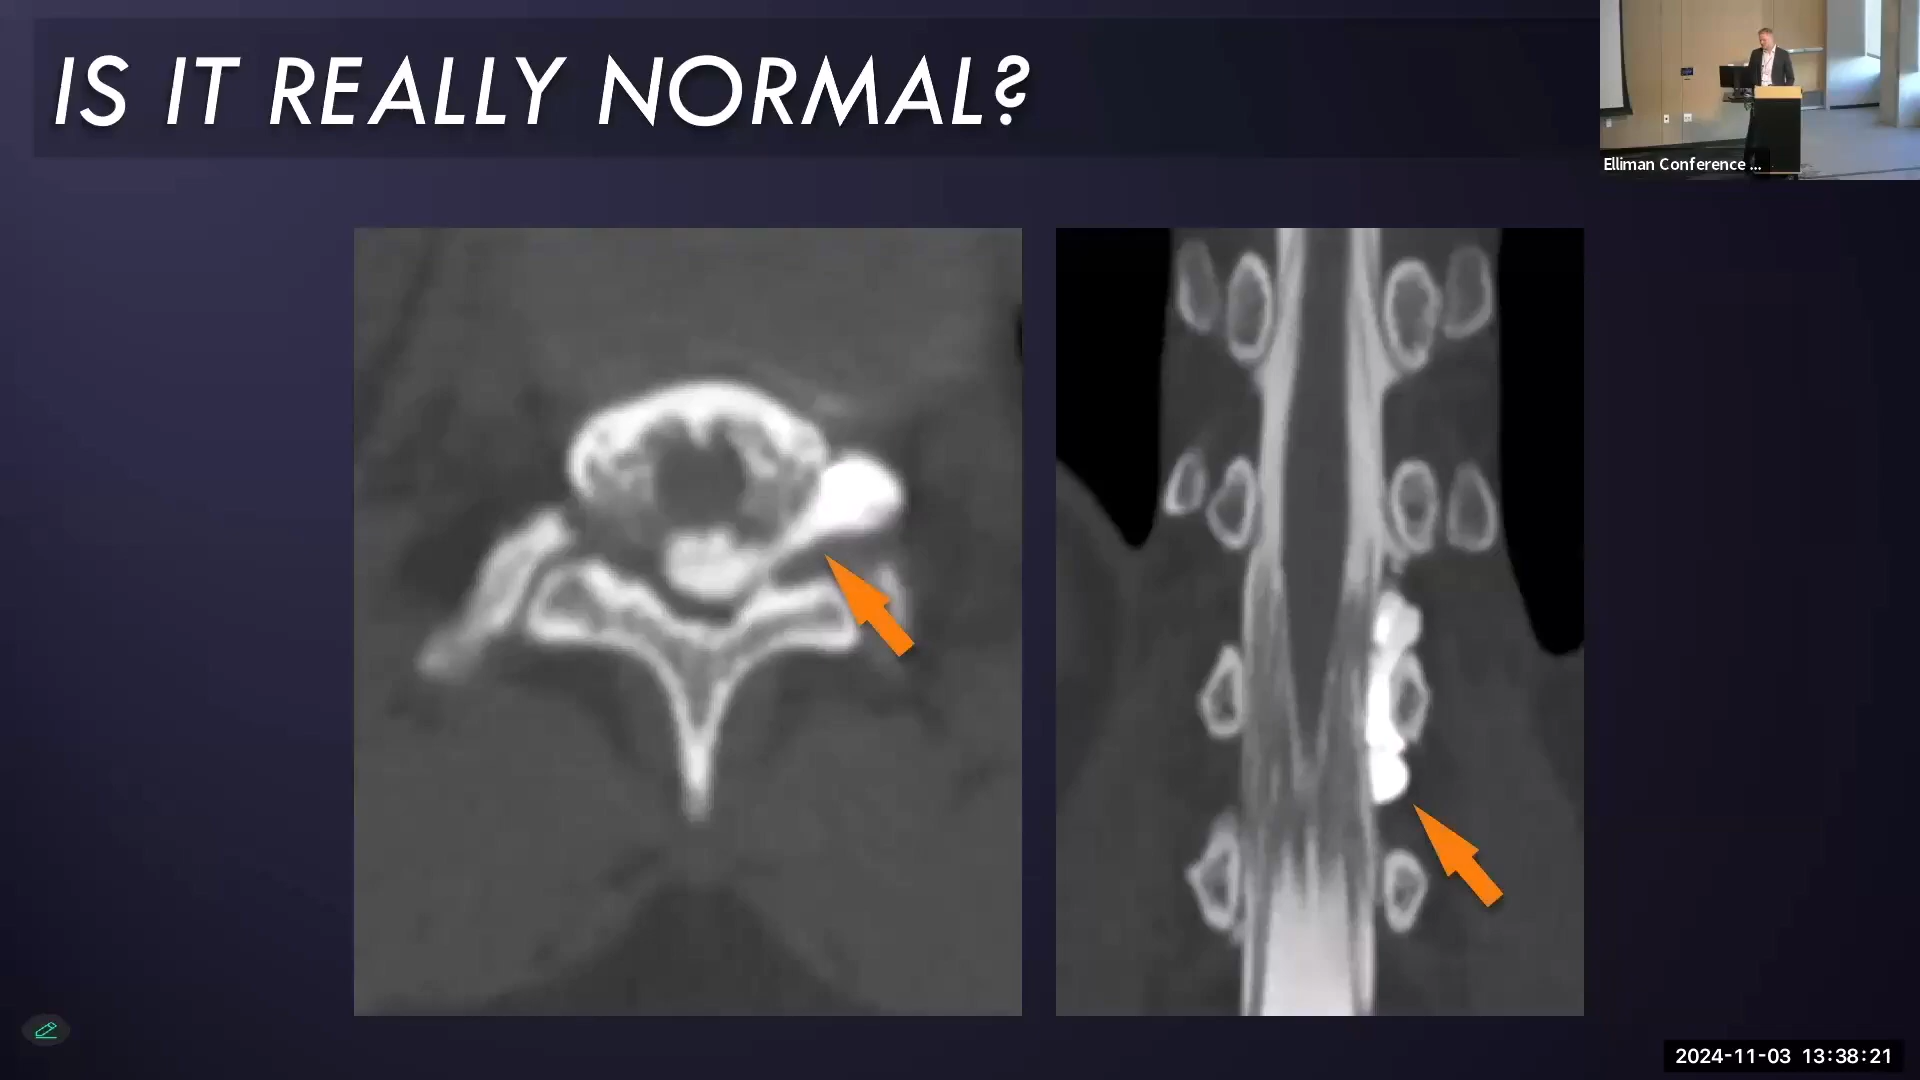 IS IT REALLY NORMAL?
Elliman Conference ...
2024-11-03 13:38:21